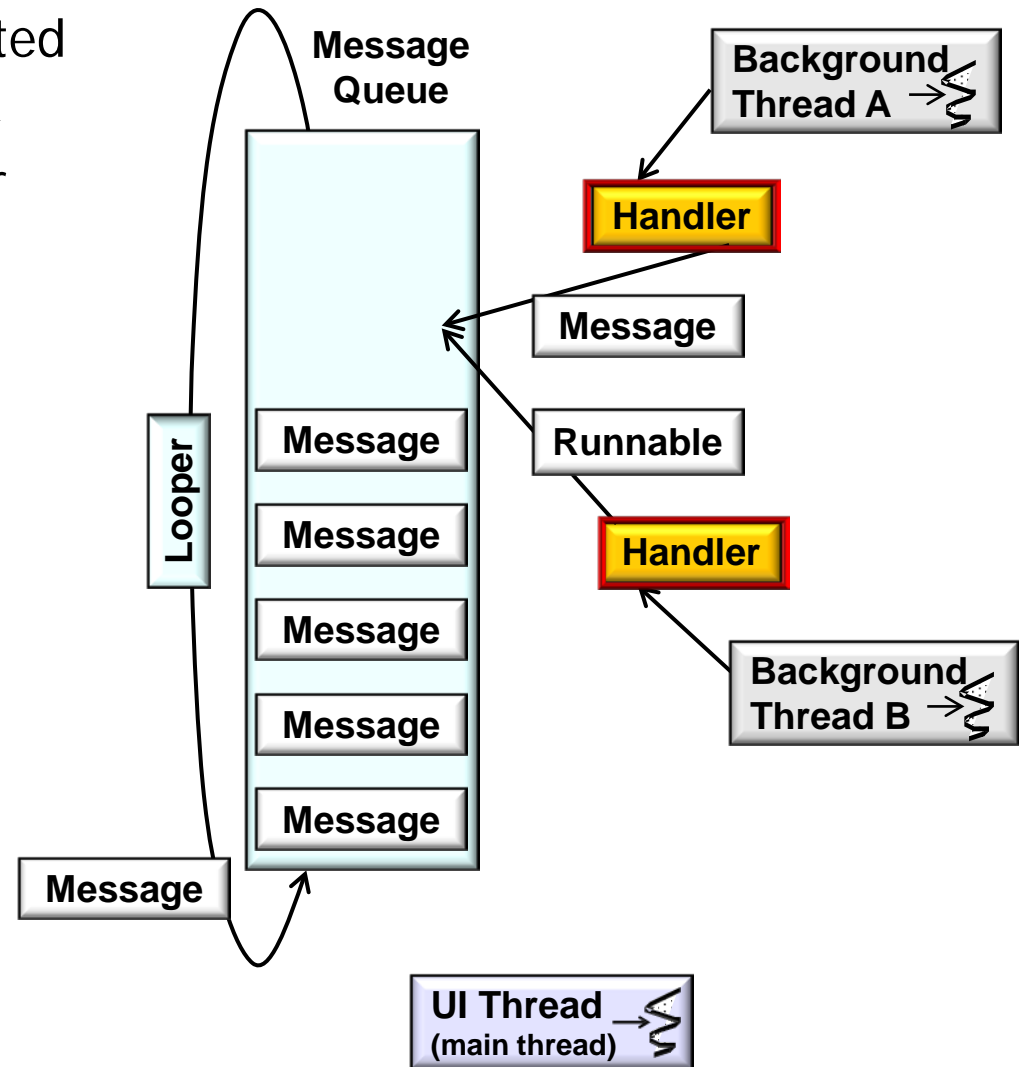 Message
Queue
Background
Thread A
Handler
Message
Message
Runnable
Looper
Message
Handler
Message
Background
Thread B
Message
Message
Message
UI Thread
(main thread)